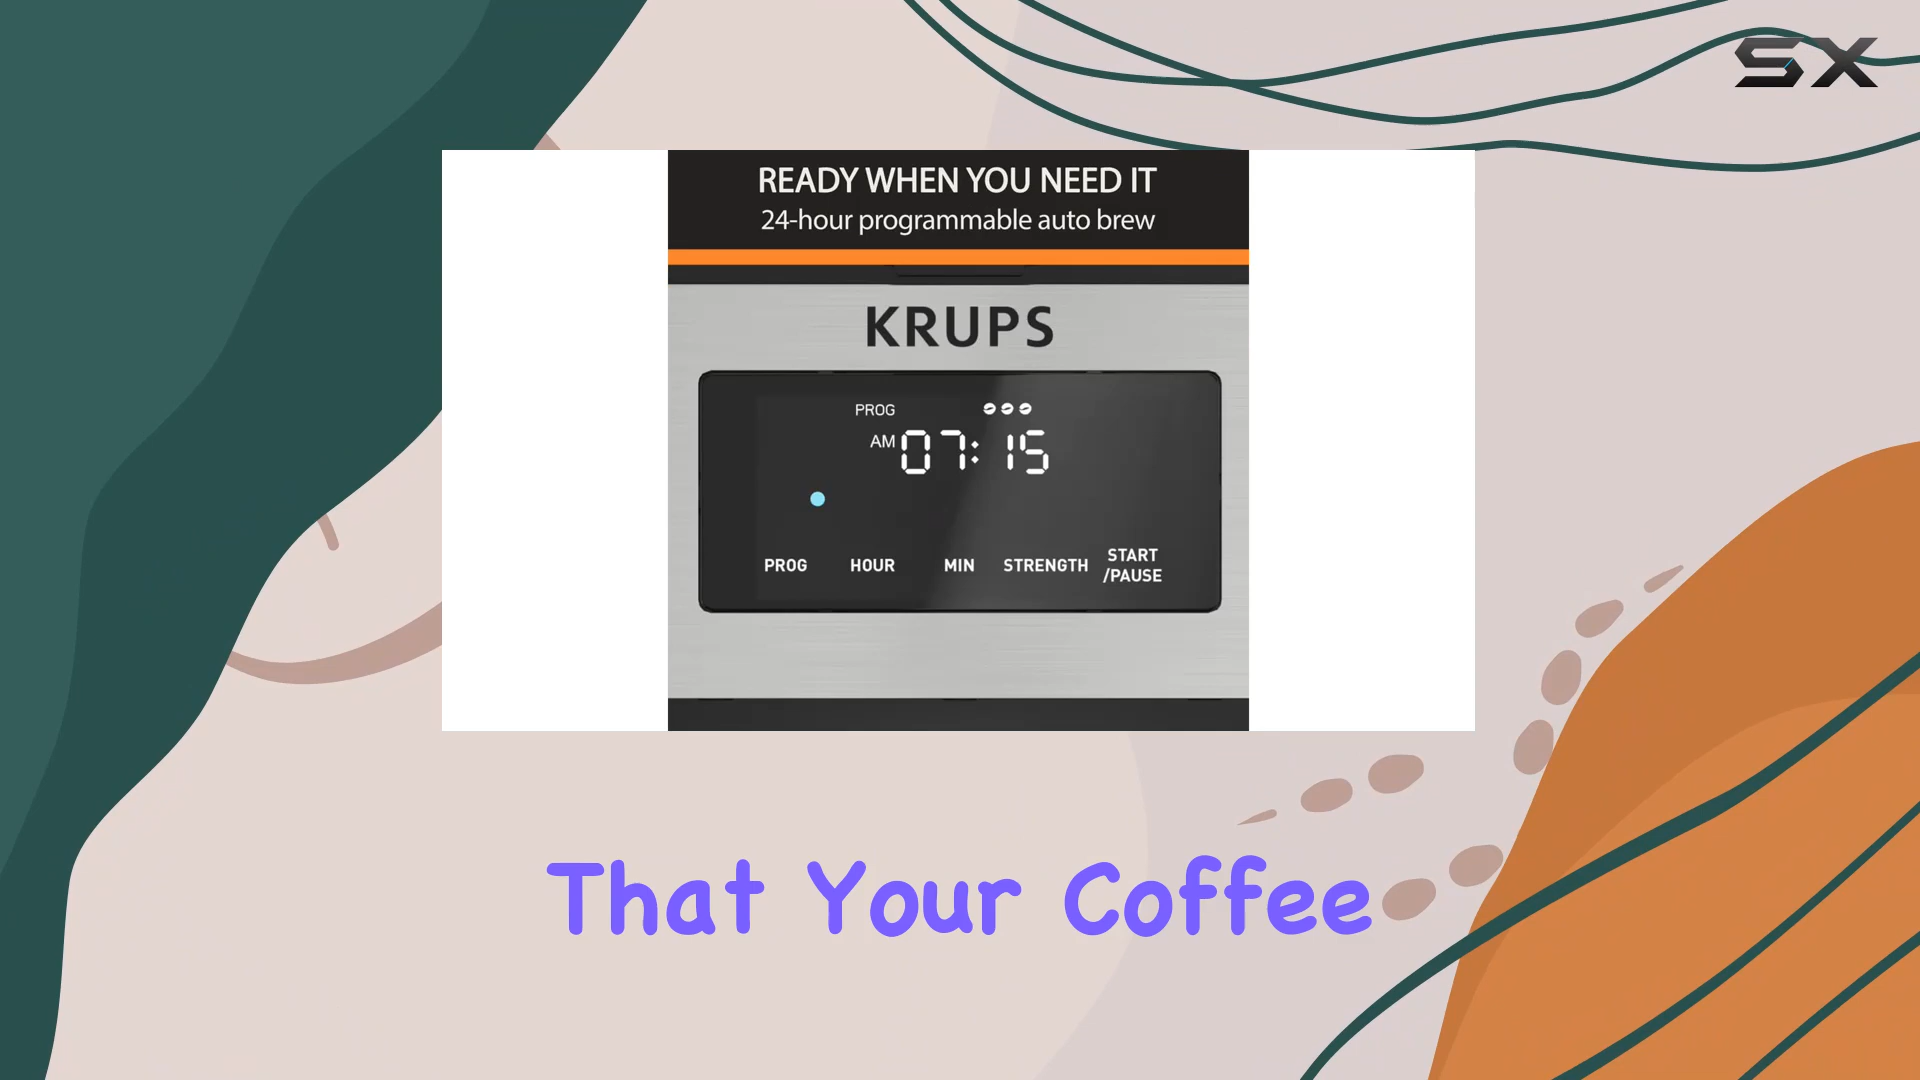 SX
READY WHEN YOU NEED IT
24-hour programmable auto brew
KRUPS
PROG
AM 07:15
PROG HOUR MIN STRENGTH START
/PAUSE
That Your Coffee